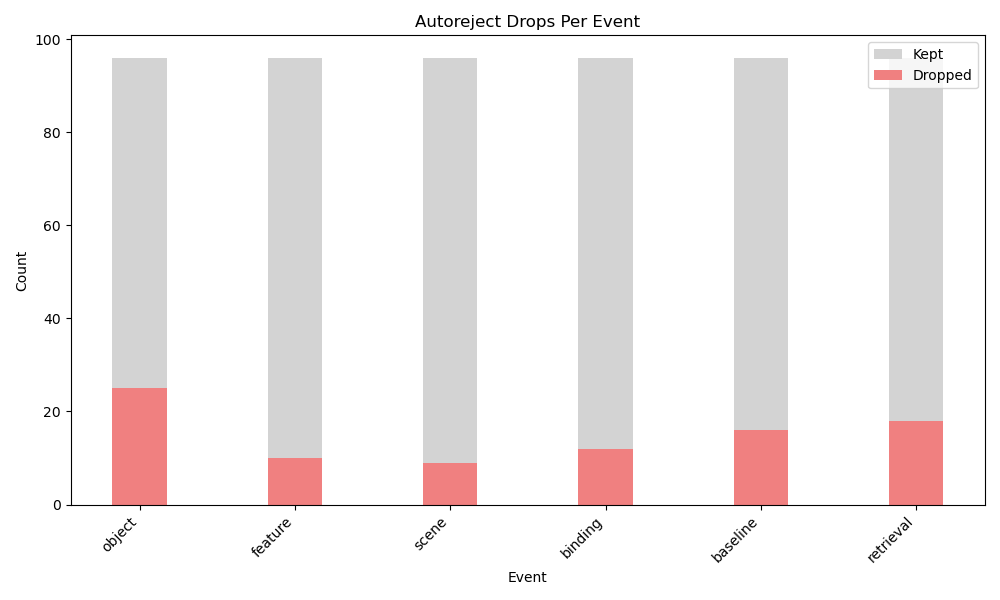 Autoreject Drops Per Event
Kept
Dropped
Count
100
80
60
40
20
0
object
feature
scene
binding
baseline
retrieval
Event